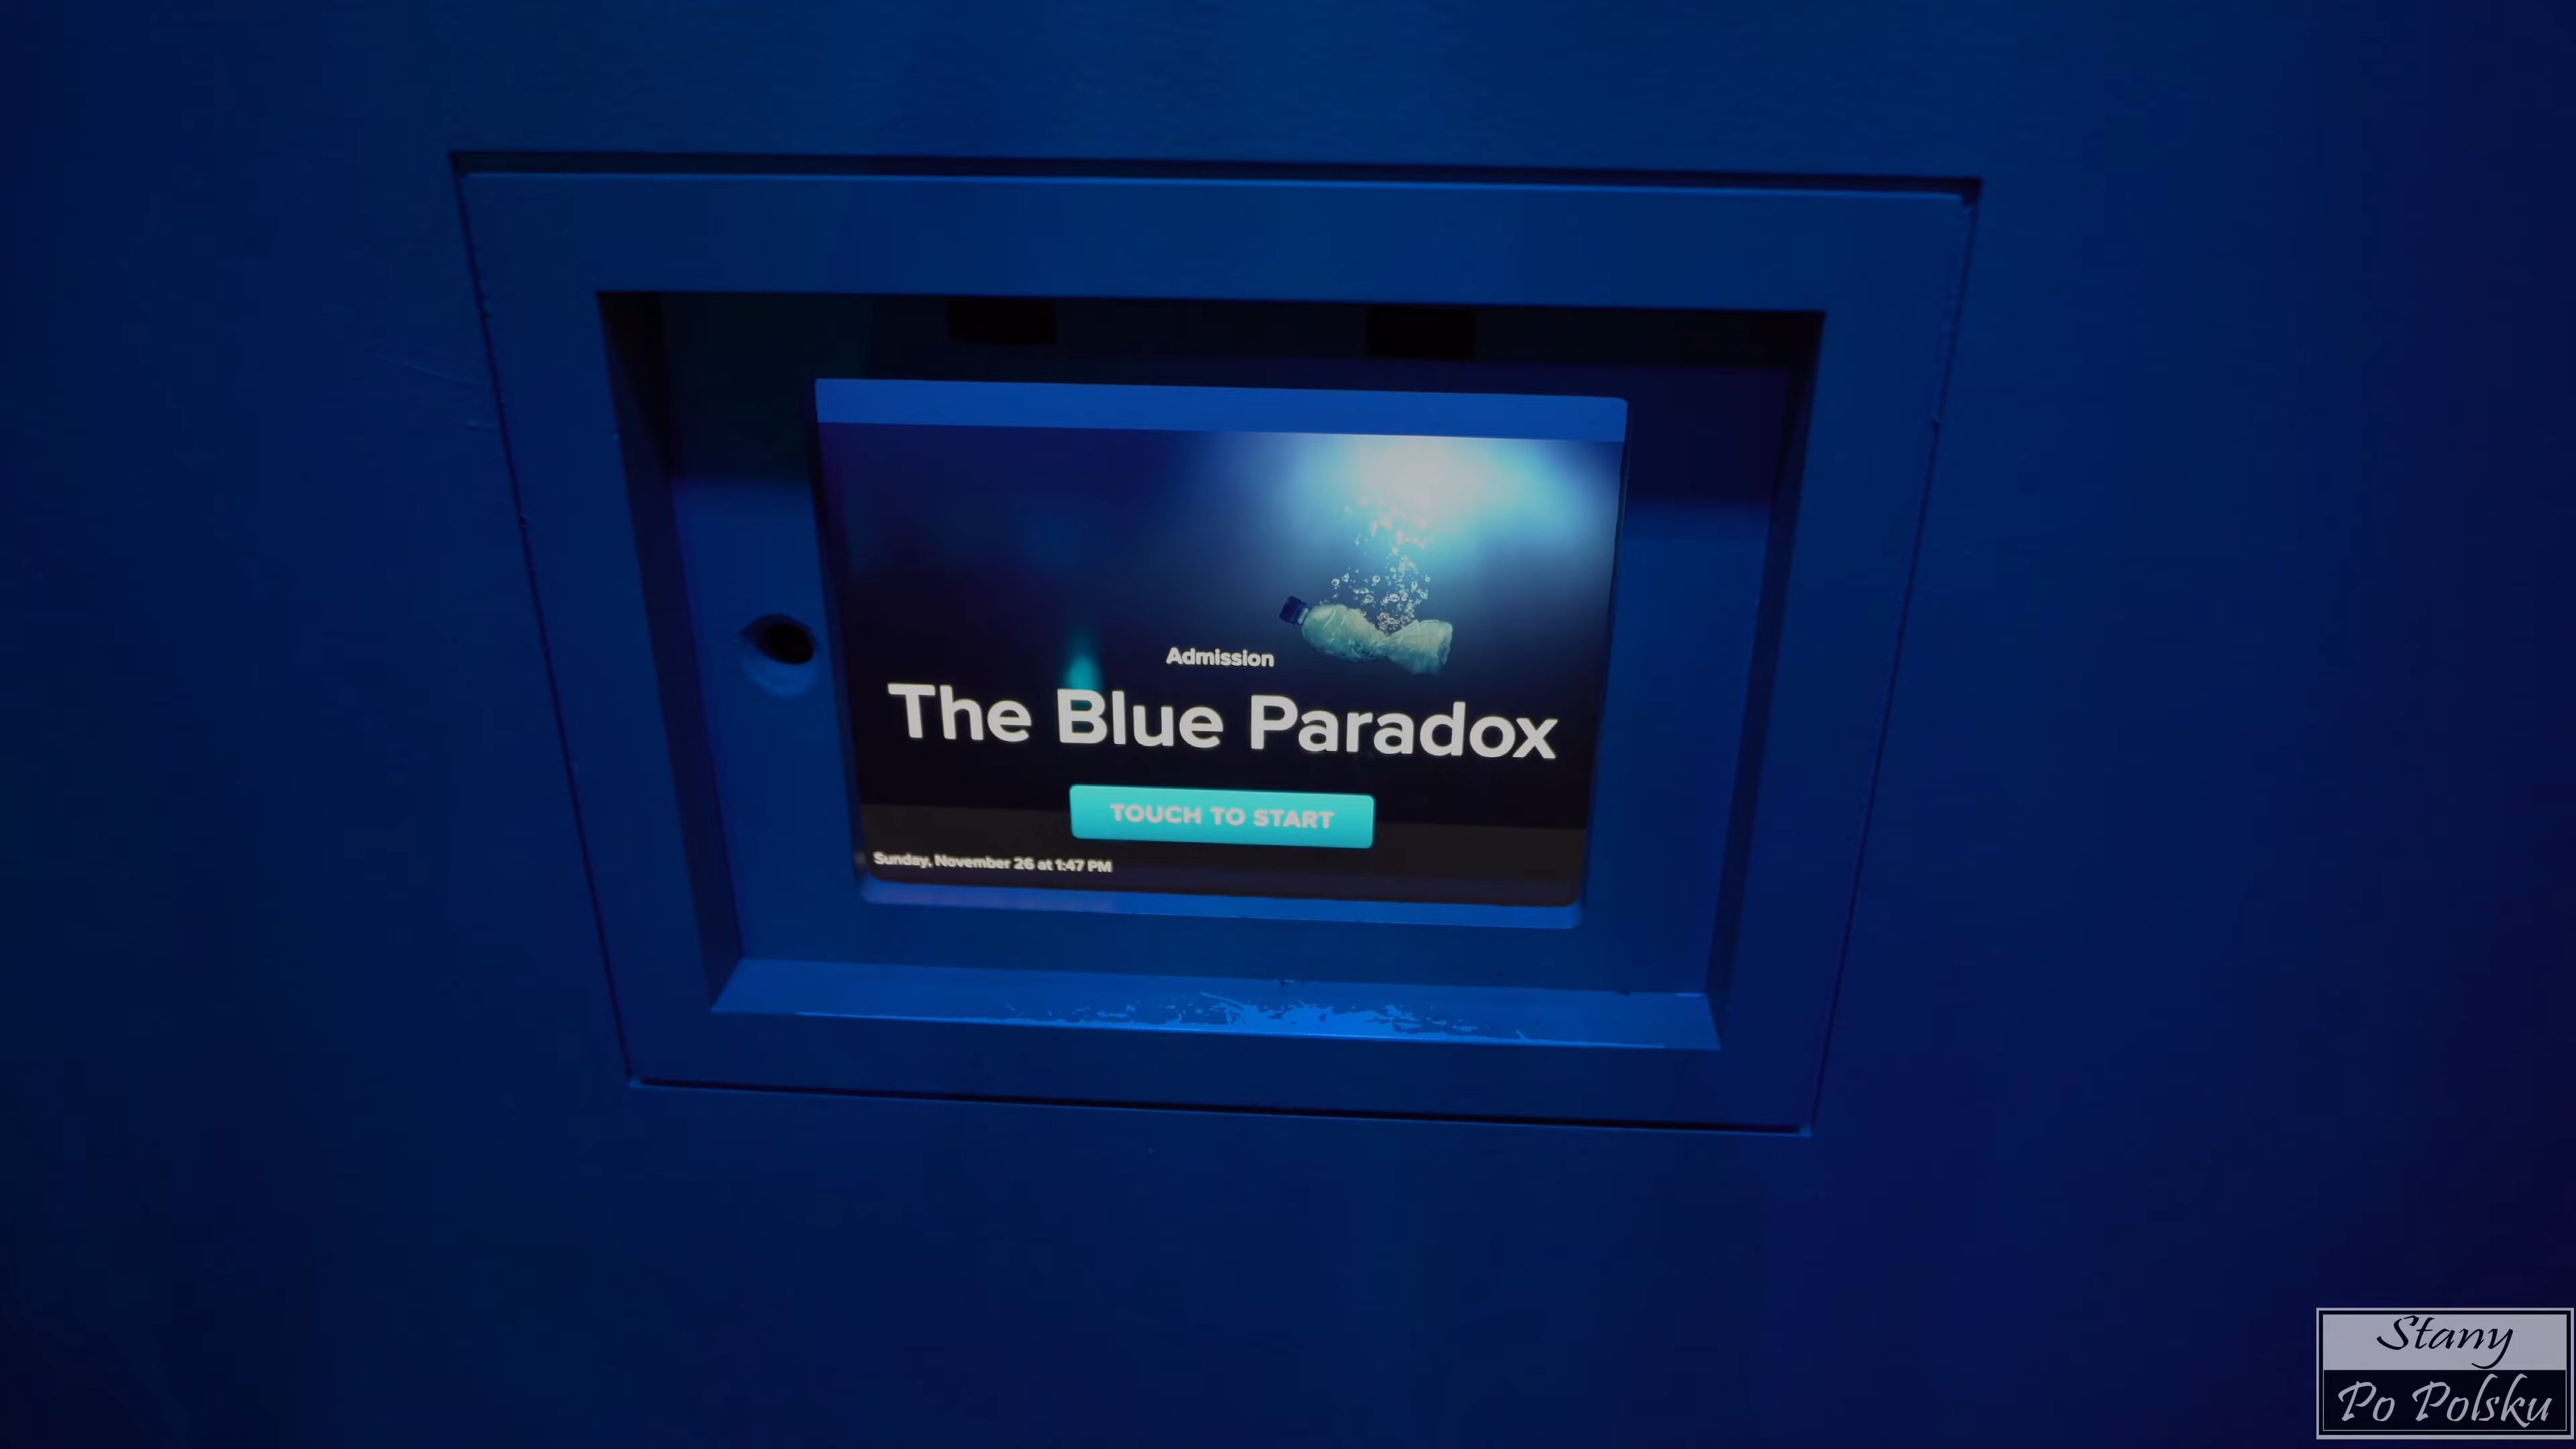 Admission
The Blue Paradox
TOUCH TO START
Sunday, November 26 at 1:47 PM
Stany
Po Polsku